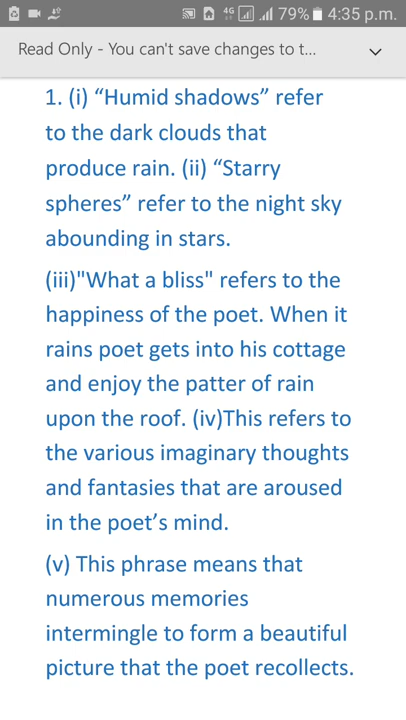 4G 79% 4:35 p.m.
Read Only - You can't save changes to t...
1. (i) “Humid shadows” refer
to the dark clouds that
produce rain. (ii) “Starry
spheres” refer to the night sky
abounding in stars.
(iii)"What a bliss" refers to the
happiness of the poet. When it
rains poet gets into his cottage
and enjoy the patter of rain
upon the roof. (iv)This refers to
the various imaginary thoughts
and fantasies that are aroused
in the poet’s mind.
(v) This phrase means that
numerous memories
intermingle to form a beautiful
picture that the poet recollects.